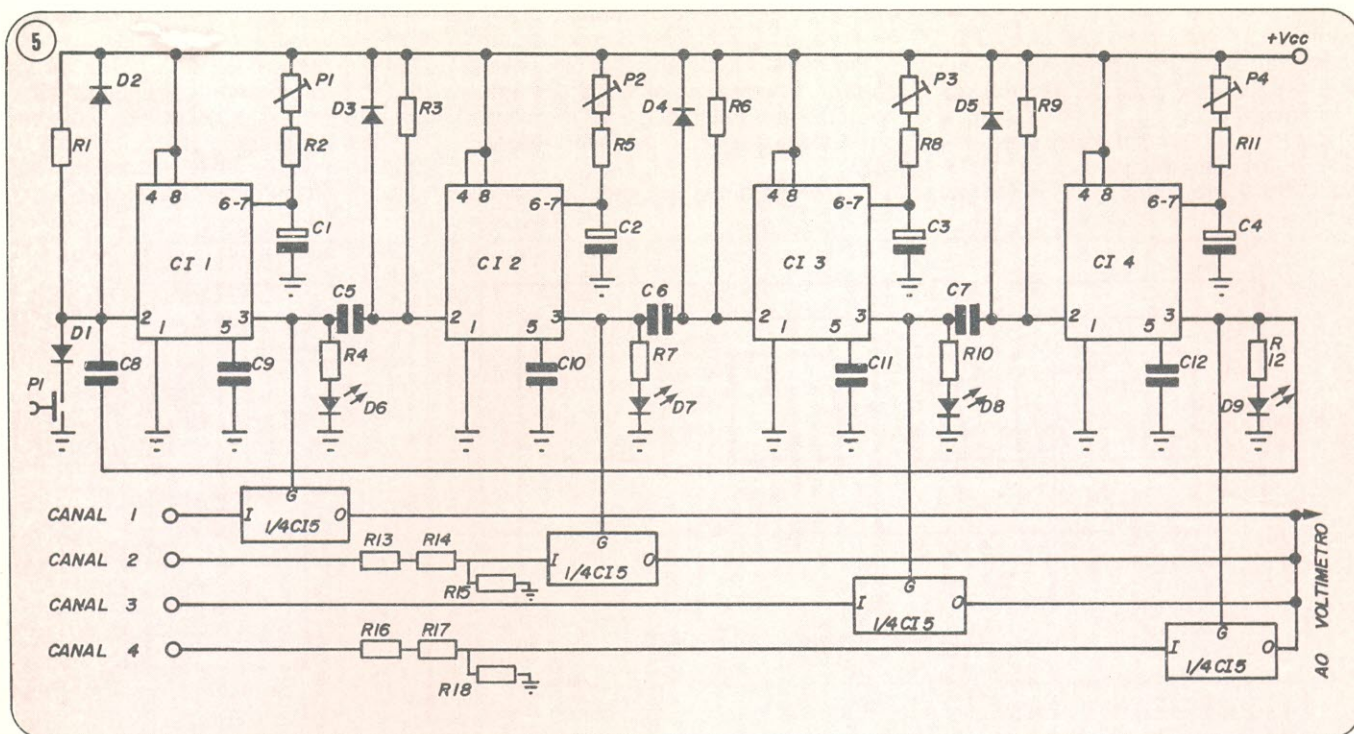 5
+Vcc
D2
P1
D3
R3
P2
D4
R6
P3
D5
R9
P4
R1
R2
R5
R8
R11
4
8
6-7
C1
4
8
6-7
C2
4
8
6-7
C3
4
8
6-7
C4
CI 1
CI 2
CI 3
CI 4
C5
C6
C7
2
1
5
3
2
1
5
3
2
1
5
3
2
1
5
3
D1
C8
C9
R4
C10
R7
C11
R10
C12
R
12
P1
D6
D7
D8
D9
CANAL 1
I
G
O
1/4CI5
CANAL 2
R13
R14
R15
I
G
O
1/4CI5
CANAL 3
I
G
O
1/4CI5
CANAL 4
R16
R17
R18
I
G
O
1/4CI5
AO VOLTIMETRO